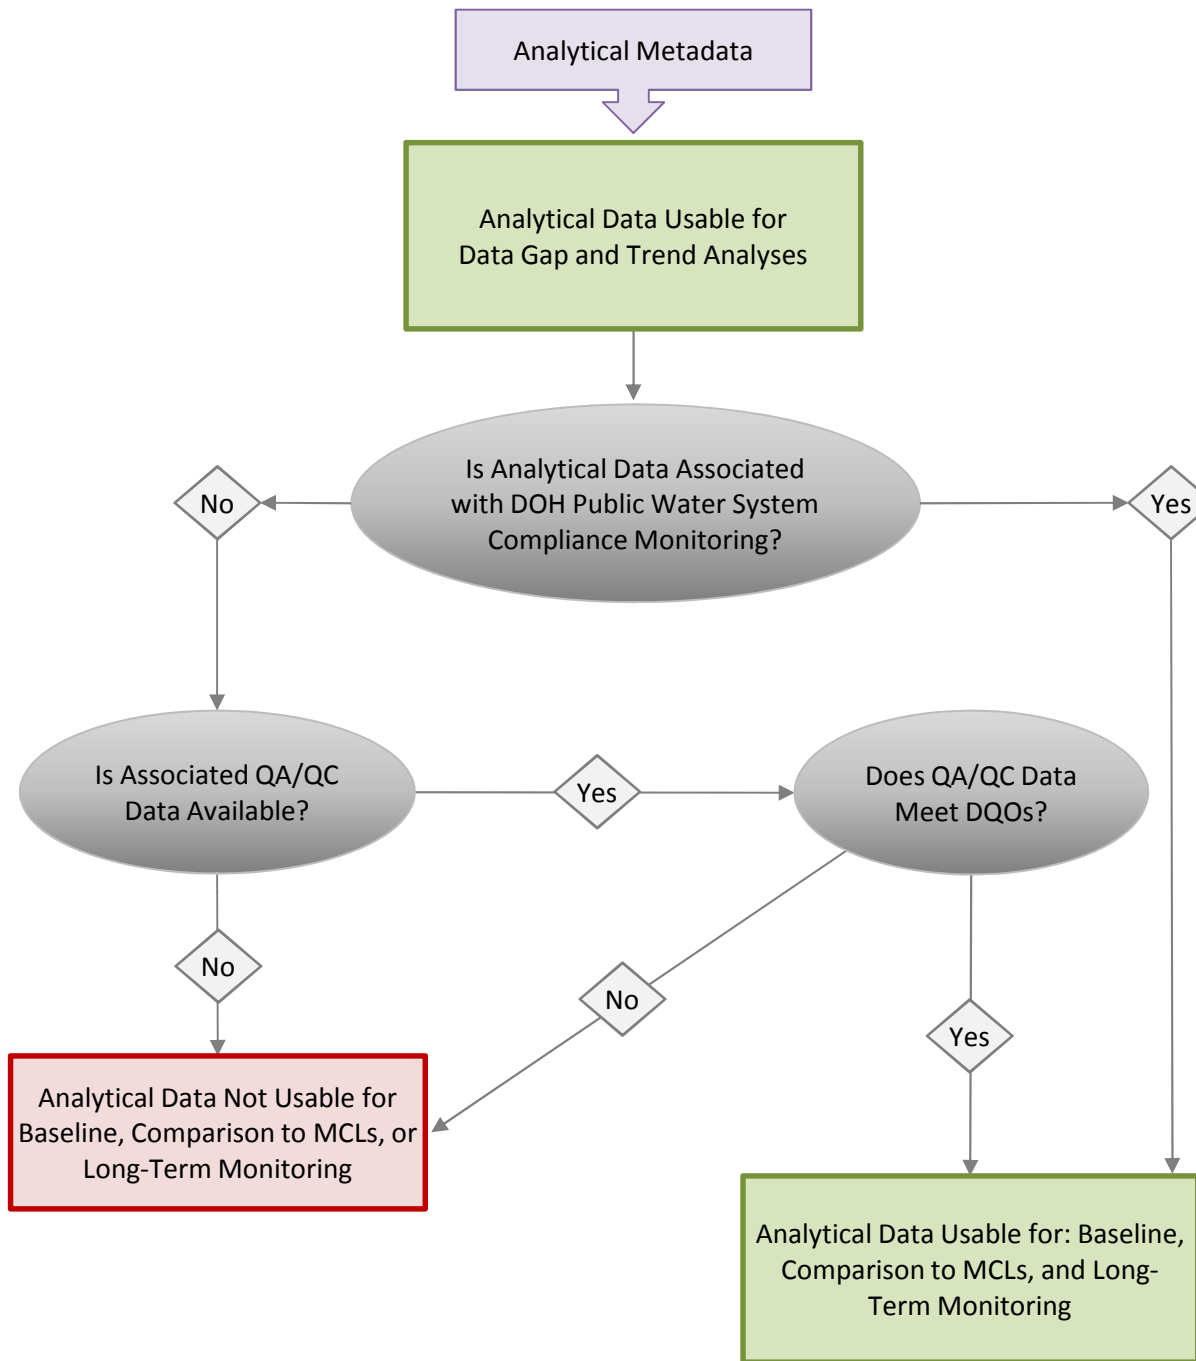 Analytical Metadata
Analytical Data Usable for
Data Gap and Trend Analyses
Is Analytical Data Associated
with DOH Public Water System
Compliance Monitoring?
No
Yes
Is Associated QA/QC
Data Available?
Yes
Does QA/QC Data
Meet DQOs?
No
No
Yes
Analytical Data Not Usable for
Baseline, Comparison to MCLs, or
Long-Term Monitoring
Analytical Data Usable for: Baseline,
Comparison to MCLs, and Long-
Term Monitoring